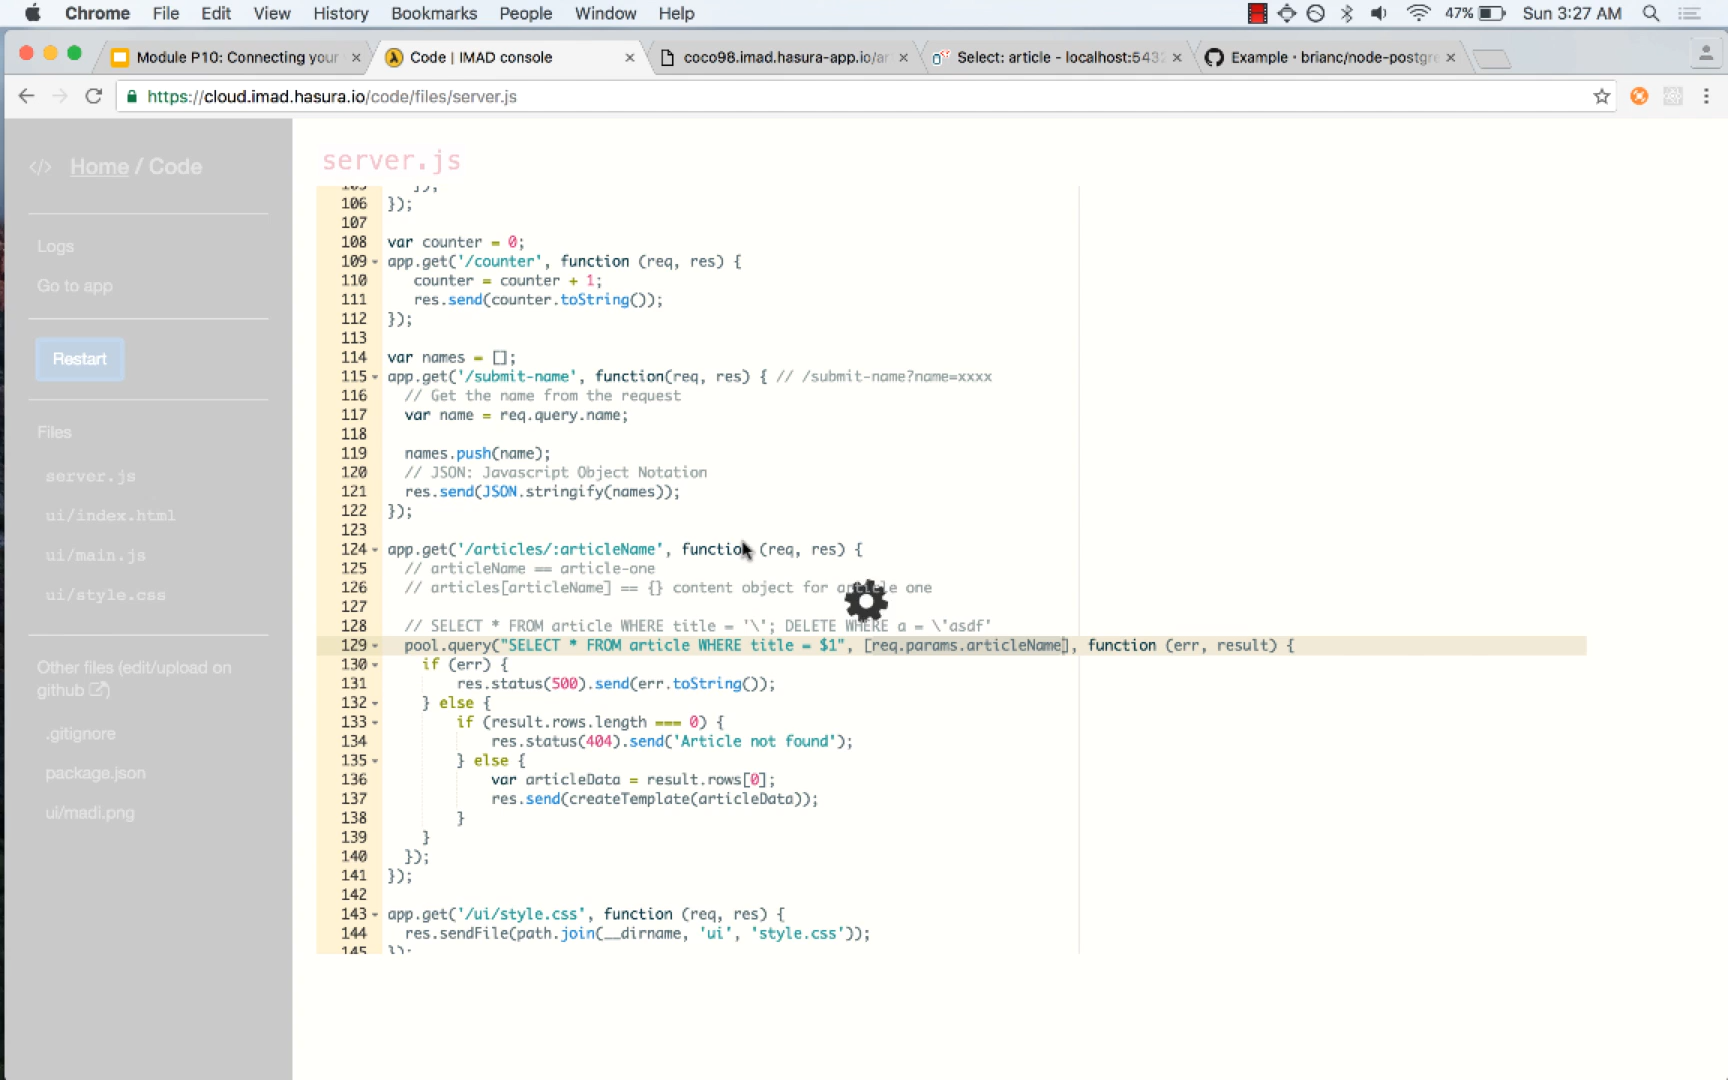 Chrome File Edit View History Bookmarks People Window Help 47% Sun 3:27 AM
Module P10: Connecting your Code | IMAD console coco98.imad.hasura-app.io/ar Select: article - localhost:5432 Example · brianc/node-postgre
https://cloud.imad.hasura.io/code/files/server.js
</> Home / Code
Logs
Go to app
Restart
Files
server.js
ui/index.html
ui/main.js
ui/style.css
Other files (edit/upload on
github
.gitignore
package.json
ui/madi.png
server.js
105 });
106 });
107
108 var counter = 0;
109 app.get('/counter', function (req, res) {
110 counter = counter + 1;
111 res.send(counter.toString());
112 });
113
114 var names = [];
115 app.get('/submit-name', function(req, res) { // /submit-name?name=xxxx
116 // Get the name from the request
117 var name = req.query.name;
118
119 names.push(name);
120 // JSON: Javascript Object Notation
121 res.send(JSON.stringify(names));
122 });
123
124 app.get('/articles/:articleName', function (req, res) {
125 // articleName == article-one
126 // articles[articleName] == {} content object for article one
127
128 // SELECT * FROM article WHERE title = '\'; DELETE WHERE a = \'asdf'
129 pool.query("SELECT * FROM article WHERE title = $1", [req.params.articleName], function (err, result) {
130 if (err) {
131 res.status(500).send(err.toString());
132 } else {
133 if (result.rows.length === 0) {
134 res.status(404).send('Article not found');
135 } else {
136 var articleData = result.rows[0];
137 res.send(createTemplate(articleData));
138 }
139 }
140 });
141 });
142
143 app.get('/ui/style.css', function (req, res) {
144 res.sendFile(path.join(__dirname, 'ui', 'style.css'));
145 });